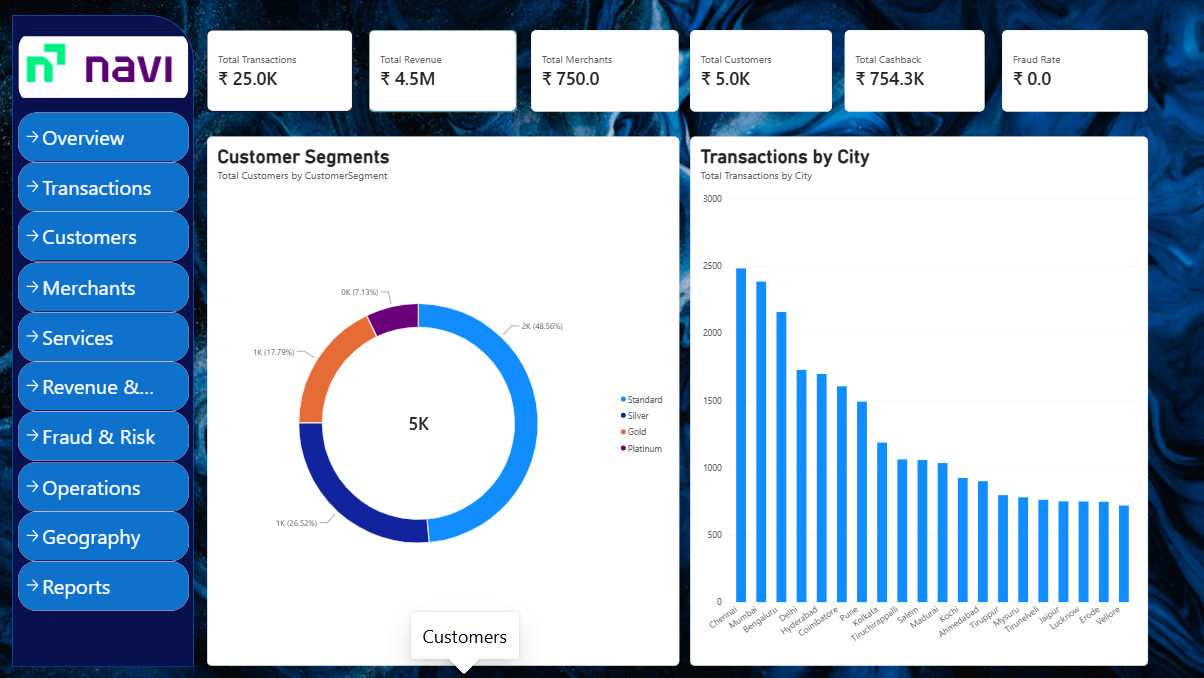 navi
→ Overview
→ Transactions
→ Customers
→ Merchants
→ Services
→ Revenue &...
→ Fraud & Risk
→ Operations
→ Geography
→ Reports
Total Transactions
₹ 25.0K
Total Revenue
₹ 4.5M
Total Merchants
₹ 750.0
Total Customers
₹ 5.0K
Total Cashback
₹ 754.3K
Fraud Rate
₹ 0.0
Customer Segments
Total Customers by CustomerSegment
0K (7.13%)
2K (48.56%)
1K (17.79%)
5K
1K (26.52%)
Standard
Silver
Gold
Platinum
Customers
Transactions by City
Total Transactions by City
3000
2500
2000
1500
1000
500
0
Chennai
Mumbai
Bengaluru
Delhi
Hyderabad
Coimbatore
Pune
Kolkata
Tiruchirappalli
Salem
Madurai
Kochi
Ahmedabad
Tiruppur
Mysuru
Tirunelveli
Jaipur
Lucknow
Erode
Vellore